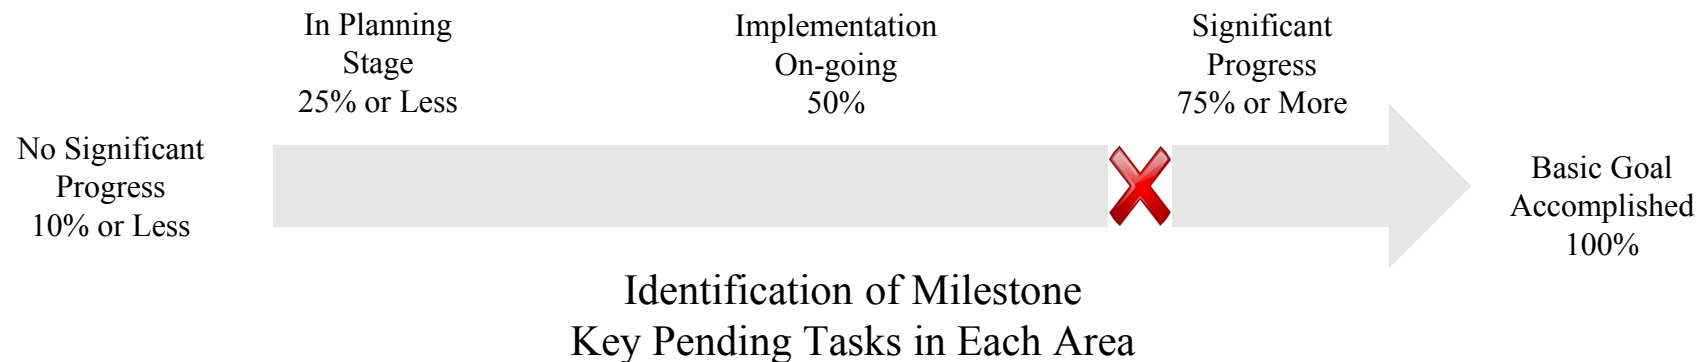 No Significant
Progress
10% or Less
In Planning
Stage
25% or Less
Implementation
On-going
50%
Significant
Progress
75% or More
Basic Goal
Accomplished
100%
Identification of Milestone
Key Pending Tasks in Each Area